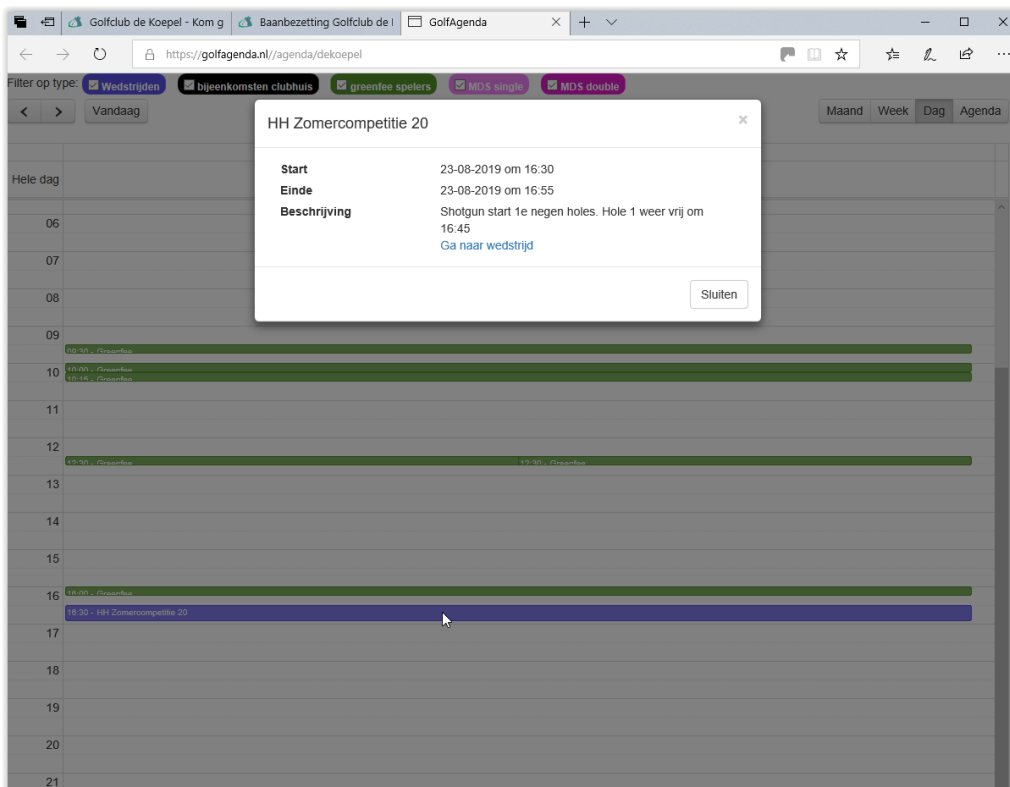 Golfclub de Koepel - Kom g
Baanbezetting Golfclub de l
GolfAgenda
https://golfagenda.nl//agenda/dekoepel
Filter op type: Wedstrijden bijeenkomsten clubhuis greenfee spelers MDS single MDS double
< > Vandaag
Maand Week Dag Agenda
HH Zomercompetitie 20 ×
Start 23-08-2019 om 16:30
Einde 23-08-2019 om 16:55
Beschrijving Shotgun start 1e negen holes. Hole 1 weer vrij om
16:45
Ga naar wedstrijd
Sluiten
Hele dag
06
07
08
09
09:30 - Greenfee
10
10:00 - Greenfee
10:15 - Greenfee
11
12
12:30 - Greenfee 12:30 - Greenfee
13
14
15
16
16:00 - Greenfee
16:30 - HH Zomercompetitie 20
17
18
19
20
21